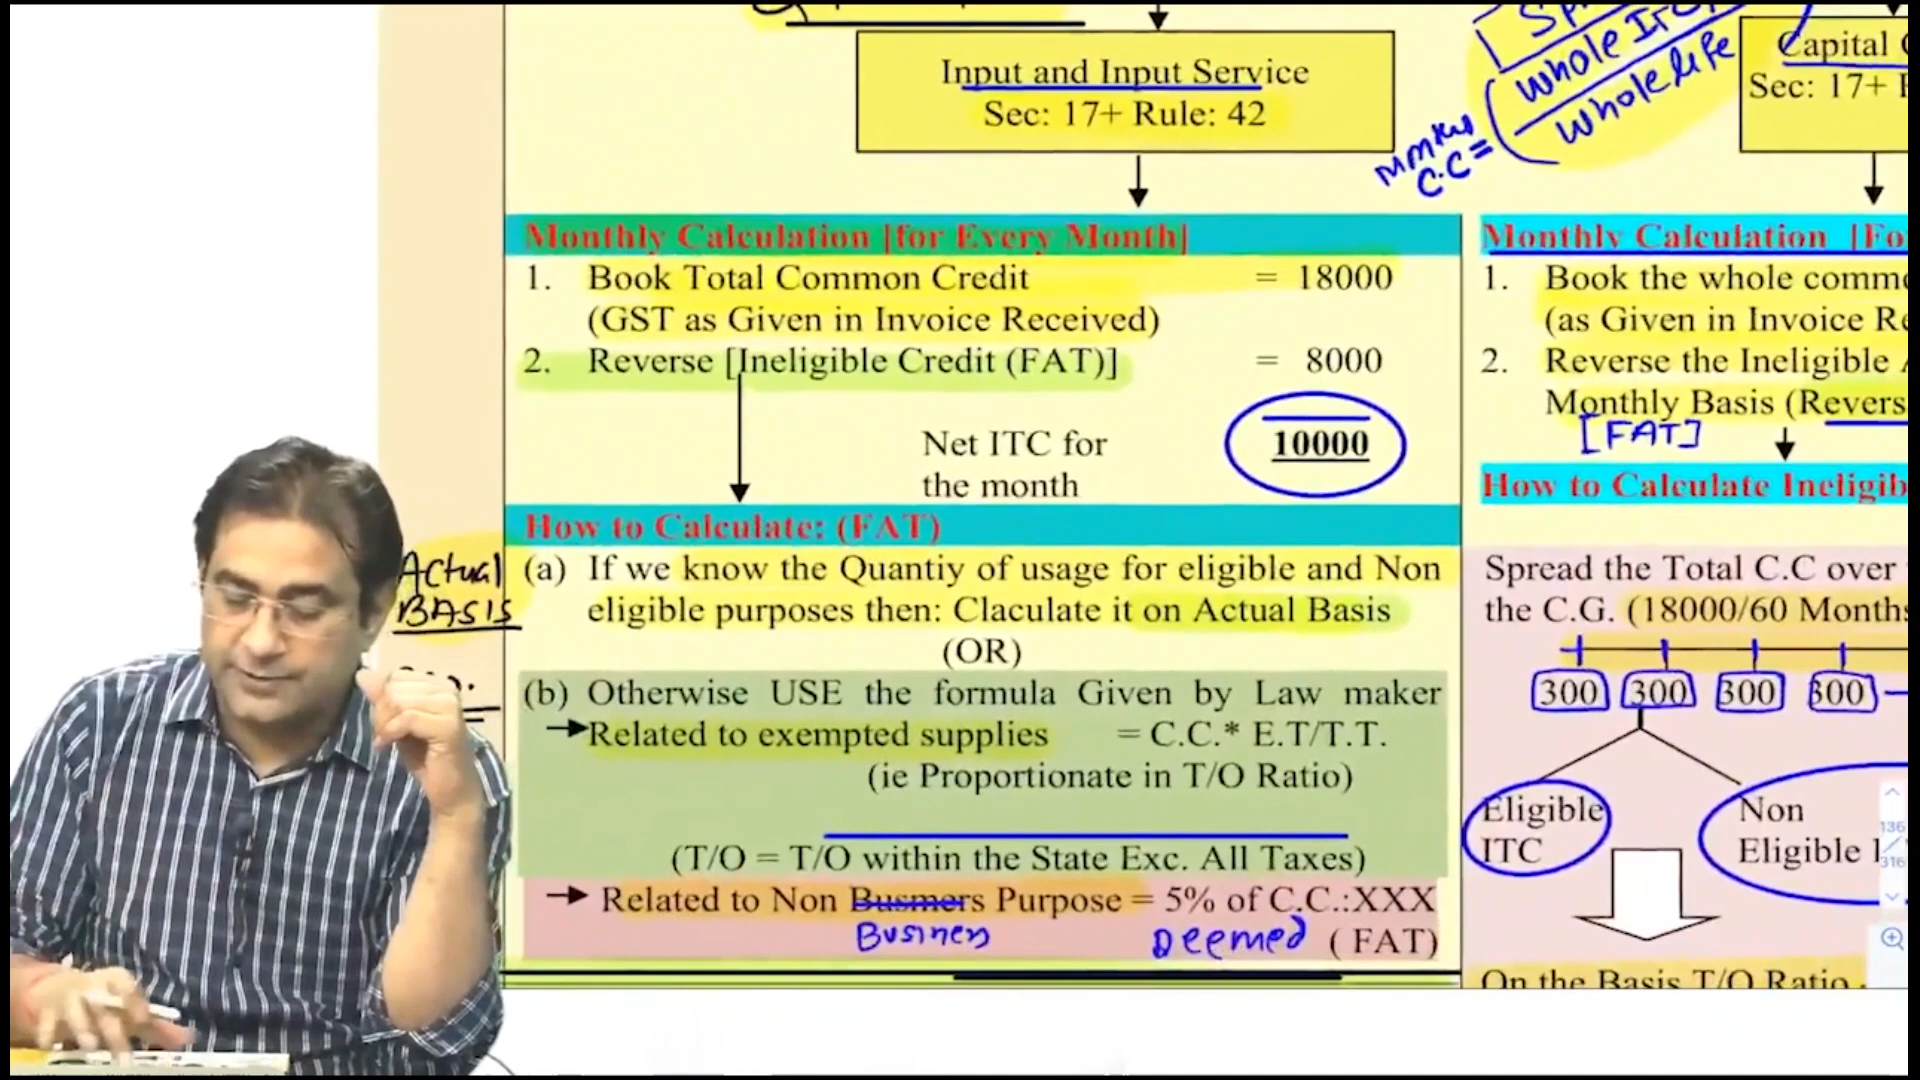 Input and Input Service
Sec: 17+ Rule: 42
Monthly Calculation [for Every Month]
1. Book Total Common Credit = 18000
(GST as Given in Invoice Received)
2. Reverse [Ineligible Credit (FAT)] = 8000
Net ITC for 10000
the month
How to Calculate: (FAT)
(a) If we know the Quantiy of usage for eligible and Non
eligible purposes then: Claculate it on Actual Basis
(OR)
(b) Otherwise USE the formula Given by Law maker
→Related to exempted supplies = C.C.* E.T/T.T.
(ie Proportionate in T/O Ratio)
(T/O = T/O within the State Exc. All Taxes)
→ Related to Non Busmers Purpose = 5% of C.C.:XXX
Business Deemed ( FAT)
Actual
BASIS
Whole ITC
Whole life
C.C =
Capital
Sec: 17+
Monthly Calculation [Fo
1. Book the whole comm
(as Given in Invoice Re
2. Reverse the Ineligible
Monthly Basis (Revers
[FAT]
How to Calculate Ineligib
Spread the Total C.C over
the C.G. (18000/60 Months
300 300 300 300
Eligible
ITC
Non
Eligible
136
316
On the Basis T/O Ratio